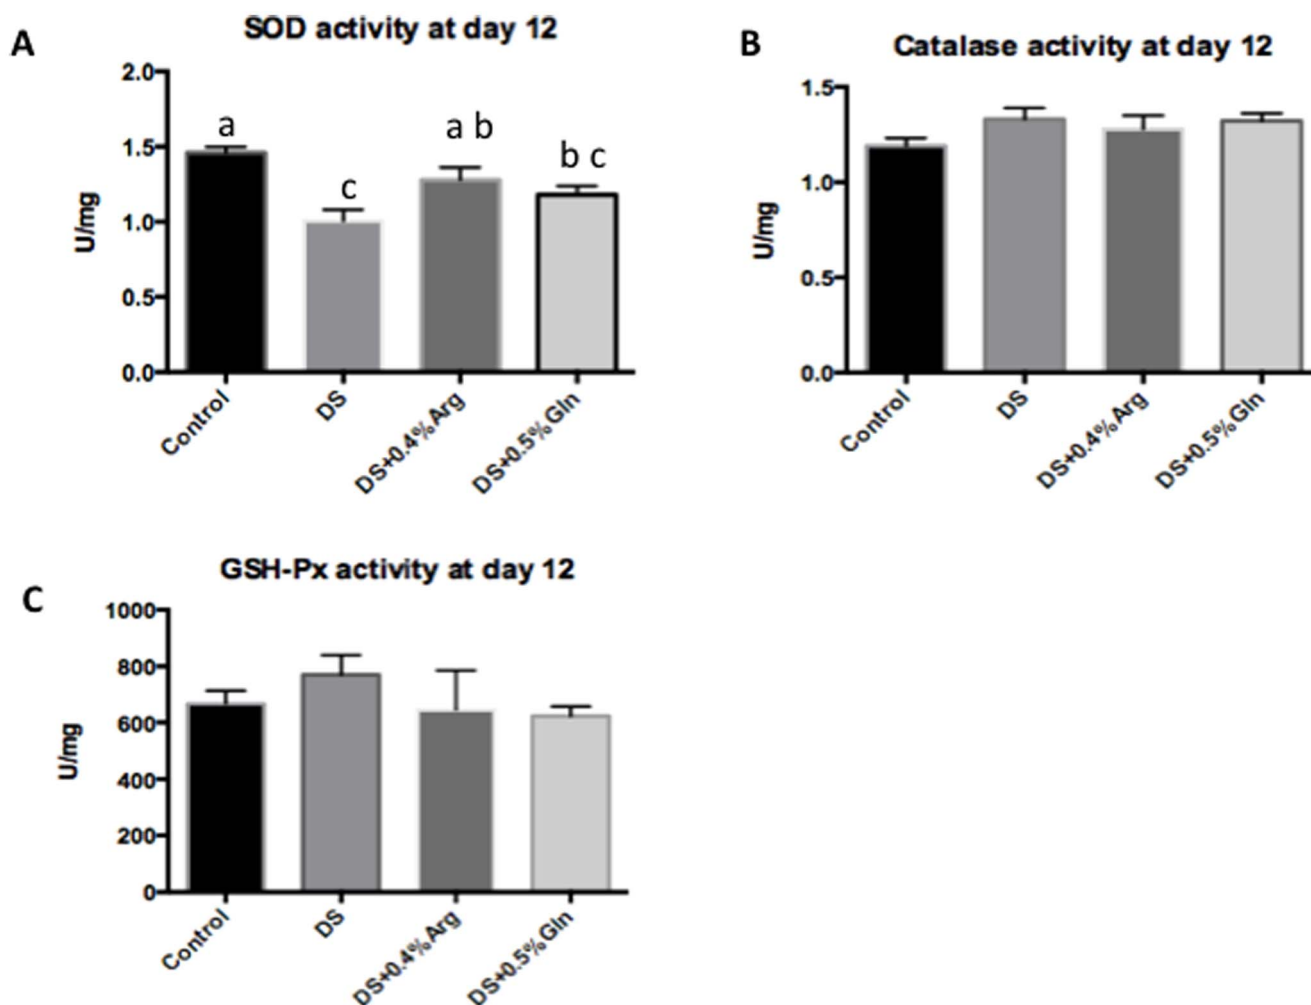 A
SOD activity at day 12
2.0
1.5
1.0
0.5
0.0
U/mg
a
c
a b
b c
Control
DS
DS+0.4%Arg
DS+0.5%Gln
B
Catalase activity at day 12
1.5
1.0
0.5
0.0
U/mg
Control
DS
DS+0.4%Arg
DS+0.5%Gln
C
GSH-Px activity at day 12
1000
800
600
400
200
0
U/mg
Control
DS
DS+0.4%Arg
DS+0.5%Gln